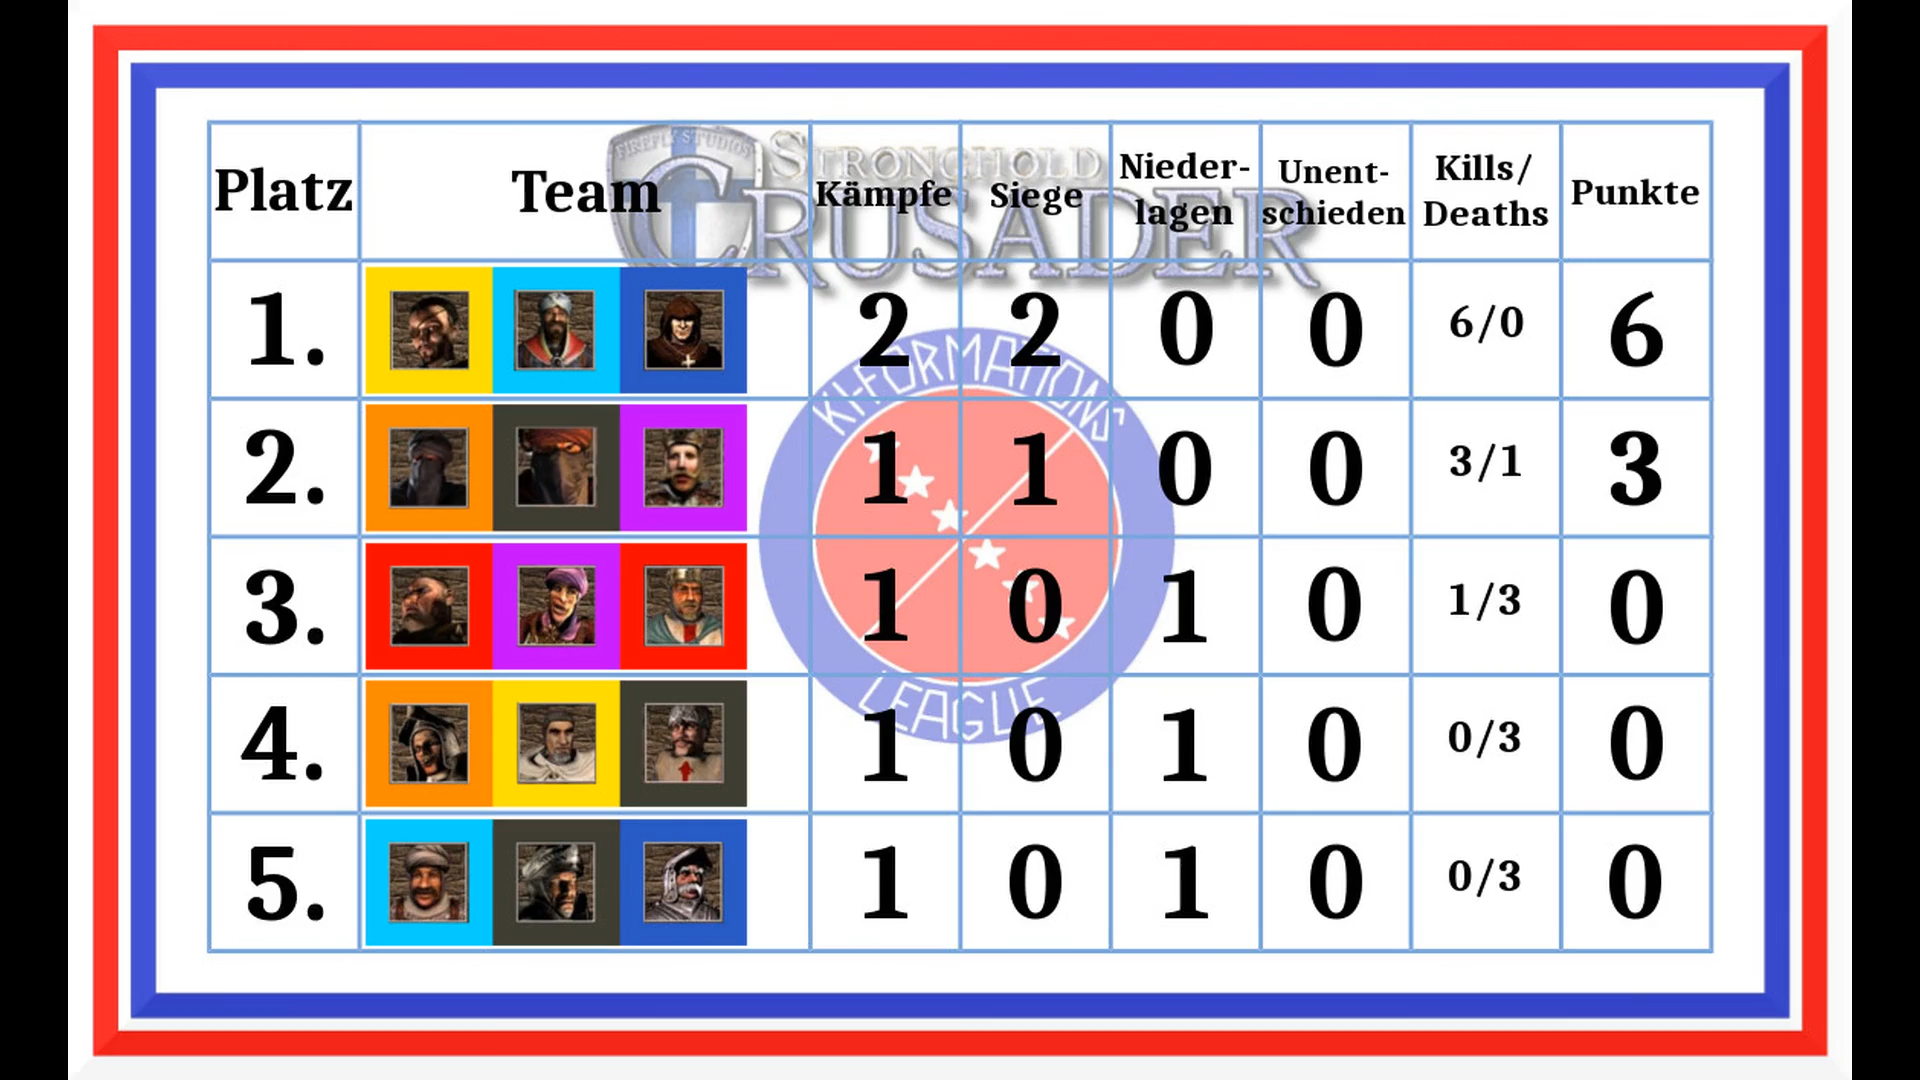 FIREFLY STUDIOS
STRONGHOLD
CRUSADER
Platz Team Kämpfe Siege Nieder- Unent- Kills/ Punkte
lagen schieden Deaths
1. 2 2 0 0 6/0 6
KI-FORMATIONS
2. 1 1 0 0 3/1 3
3. 1 0 1 0 1/3 0
LEAGUE
4. 1 0 1 0 0/3 0
5. 1 0 1 0 0/3 0